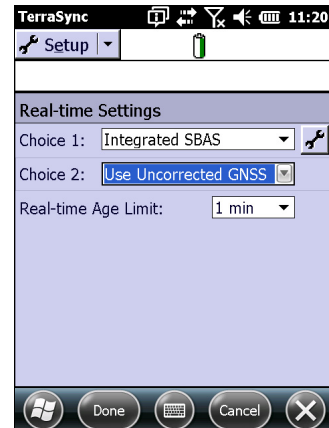 TerraSync 11:20
Setup
Real-time Settings
Choice 1: Integrated SBAS
Choice 2: Use Uncorrected GNSS
Real-time Age Limit: 1 min
Done Cancel